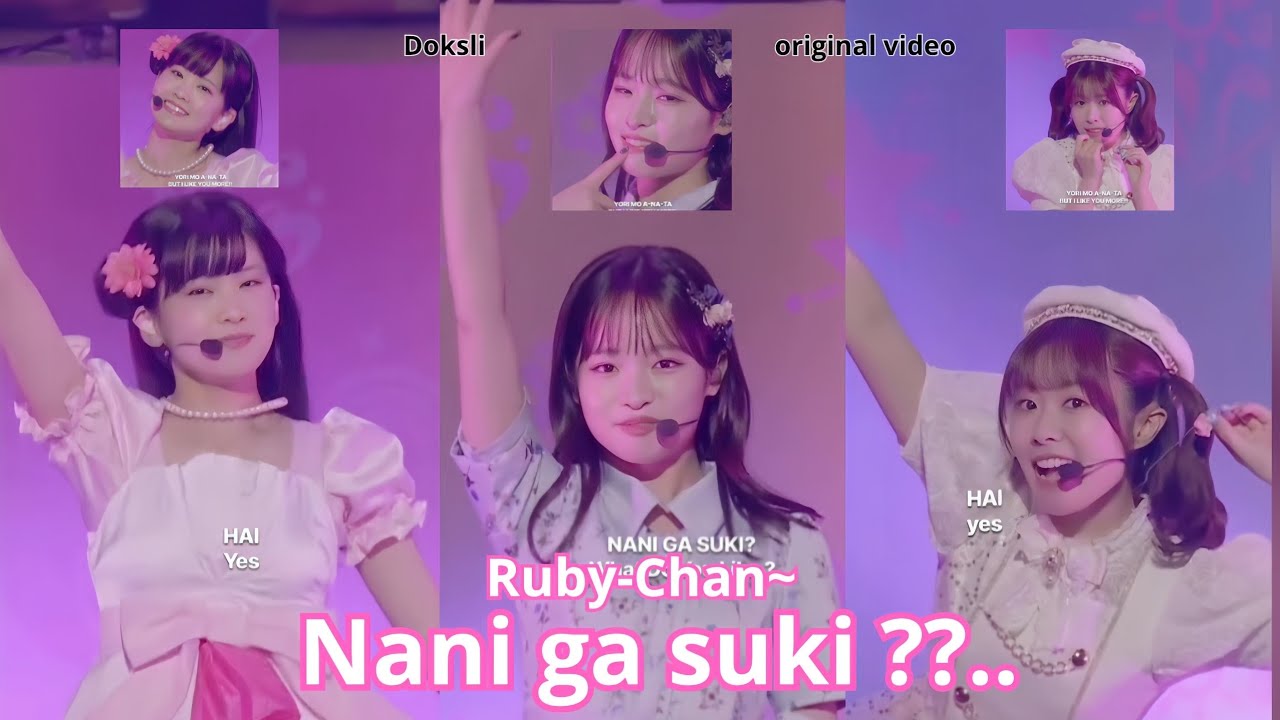 Doksli
original video
YORI MO A-NA-TA
BUT I LIKE YOU MORE!!
YORI MO A-NA-TA
YORI MO A-NA-TA
BUT I LIKE YOU MORE!!
HAI
Yes
NANI GA SUKI?
HAI
yes
Ruby-Chan~
Nani ga suki ??..